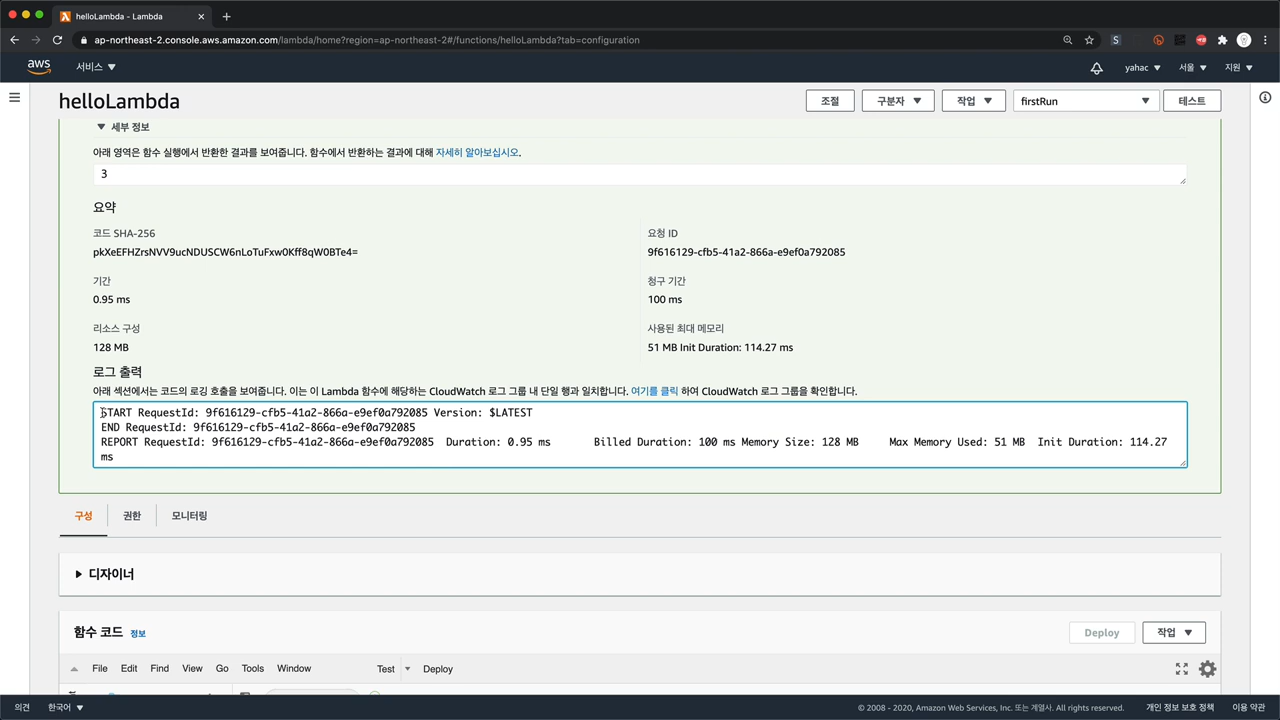 helloLambda - Lambda
ap-northeast-2.console.aws.amazon.com/lambda/home?region=ap-northeast-2#/functions/helloLambda?tab=configuration
aws 서비스 yahac 서울 지원
helloLambda 조절 구분자 작업 firstRun 테스트
세부 정보
아래 영역은 함수 실행에서 반환한 결과를 보여줍니다. 함수에서 반환하는 결과에 대해 자세히 알아보십시오.
3
요약
코드 SHA-256 요청 ID
pkXeEFHZrsNVV9ucNDUSCW6nLoTuFxw0Kff8qW0BTe4= 9f616129-cfb5-41a2-866a-e9ef0a792085
기간 청구 기간
0.95 ms 100 ms
리소스 구성 사용된 최대 메모리
128 MB 51 MB Init Duration: 114.27 ms
로그 출력
아래 섹션에서는 코드의 로깅 호출을 보여줍니다. 이는 이 Lambda 함수에 해당하는 CloudWatch 로그 그룹 내 단일 행과 일치합니다. 여기를 클릭 하여 CloudWatch 로그 그룹을 확인합니다.
START RequestId: 9f616129-cfb5-41a2-866a-e9ef0a792085 Version: $LATEST
END RequestId: 9f616129-cfb5-41a2-866a-e9ef0a792085
REPORT RequestId: 9f616129-cfb5-41a2-866a-e9ef0a792085 Duration: 0.95 ms Billed Duration: 100 ms Memory Size: 128 MB Max Memory Used: 51 MB Init Duration: 114.27
ms
구성 권한 모니터링
디자이너
함수 코드 정보 Deploy 작업
File Edit Find View Go Tools Window Test Deploy
의견 한국어 © 2008 - 2020, Amazon Web Services, Inc. 또는 계열사. All rights reserved. 개인 정보 보호 정책 이용 약관